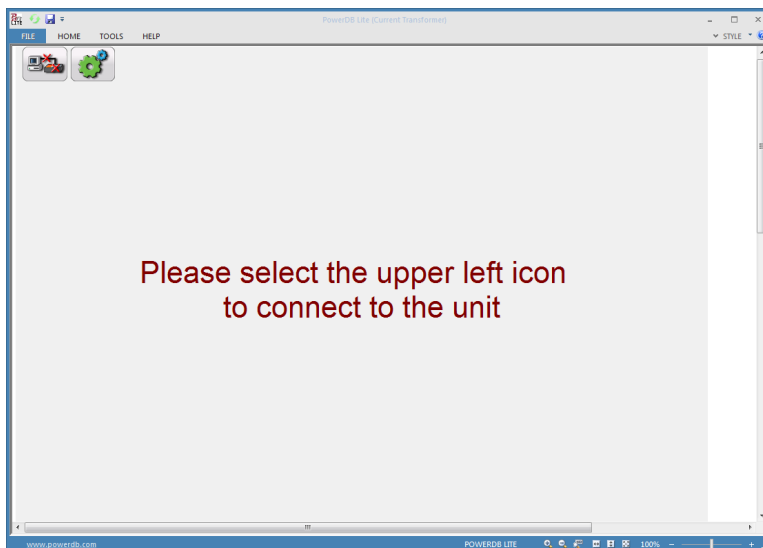 PowerDB Lite (Current Transformer)
FILE HOME TOOLS HELP STYLE
Please select the upper left icon
to connect to the unit
www.powerdb.com POWERDB LITE 100%